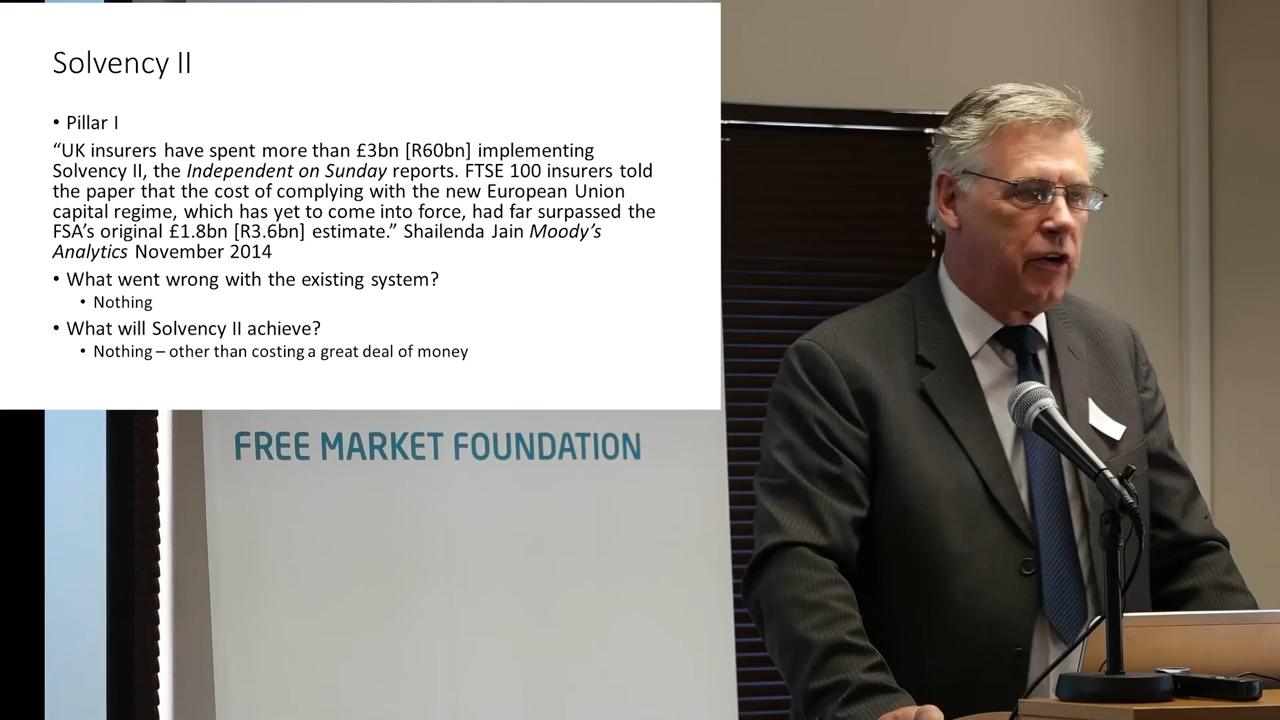 Solvency II
• Pillar I
“UK insurers have spent more than £3bn [R60bn] implementing
Solvency II, the Independent on Sunday reports. FTSE 100 insurers told
the paper that the cost of complying with the new European Union
capital regime, which has yet to come into force, had far surpassed the
FSA’s original £1.8bn [R3.6bn] estimate.” Shailenda Jain Moody’s
Analytics November 2014
• What went wrong with the existing system?
• Nothing
• What will Solvency II achieve?
• Nothing – other than costing a great deal of money
FREE MARKET FOUNDATION